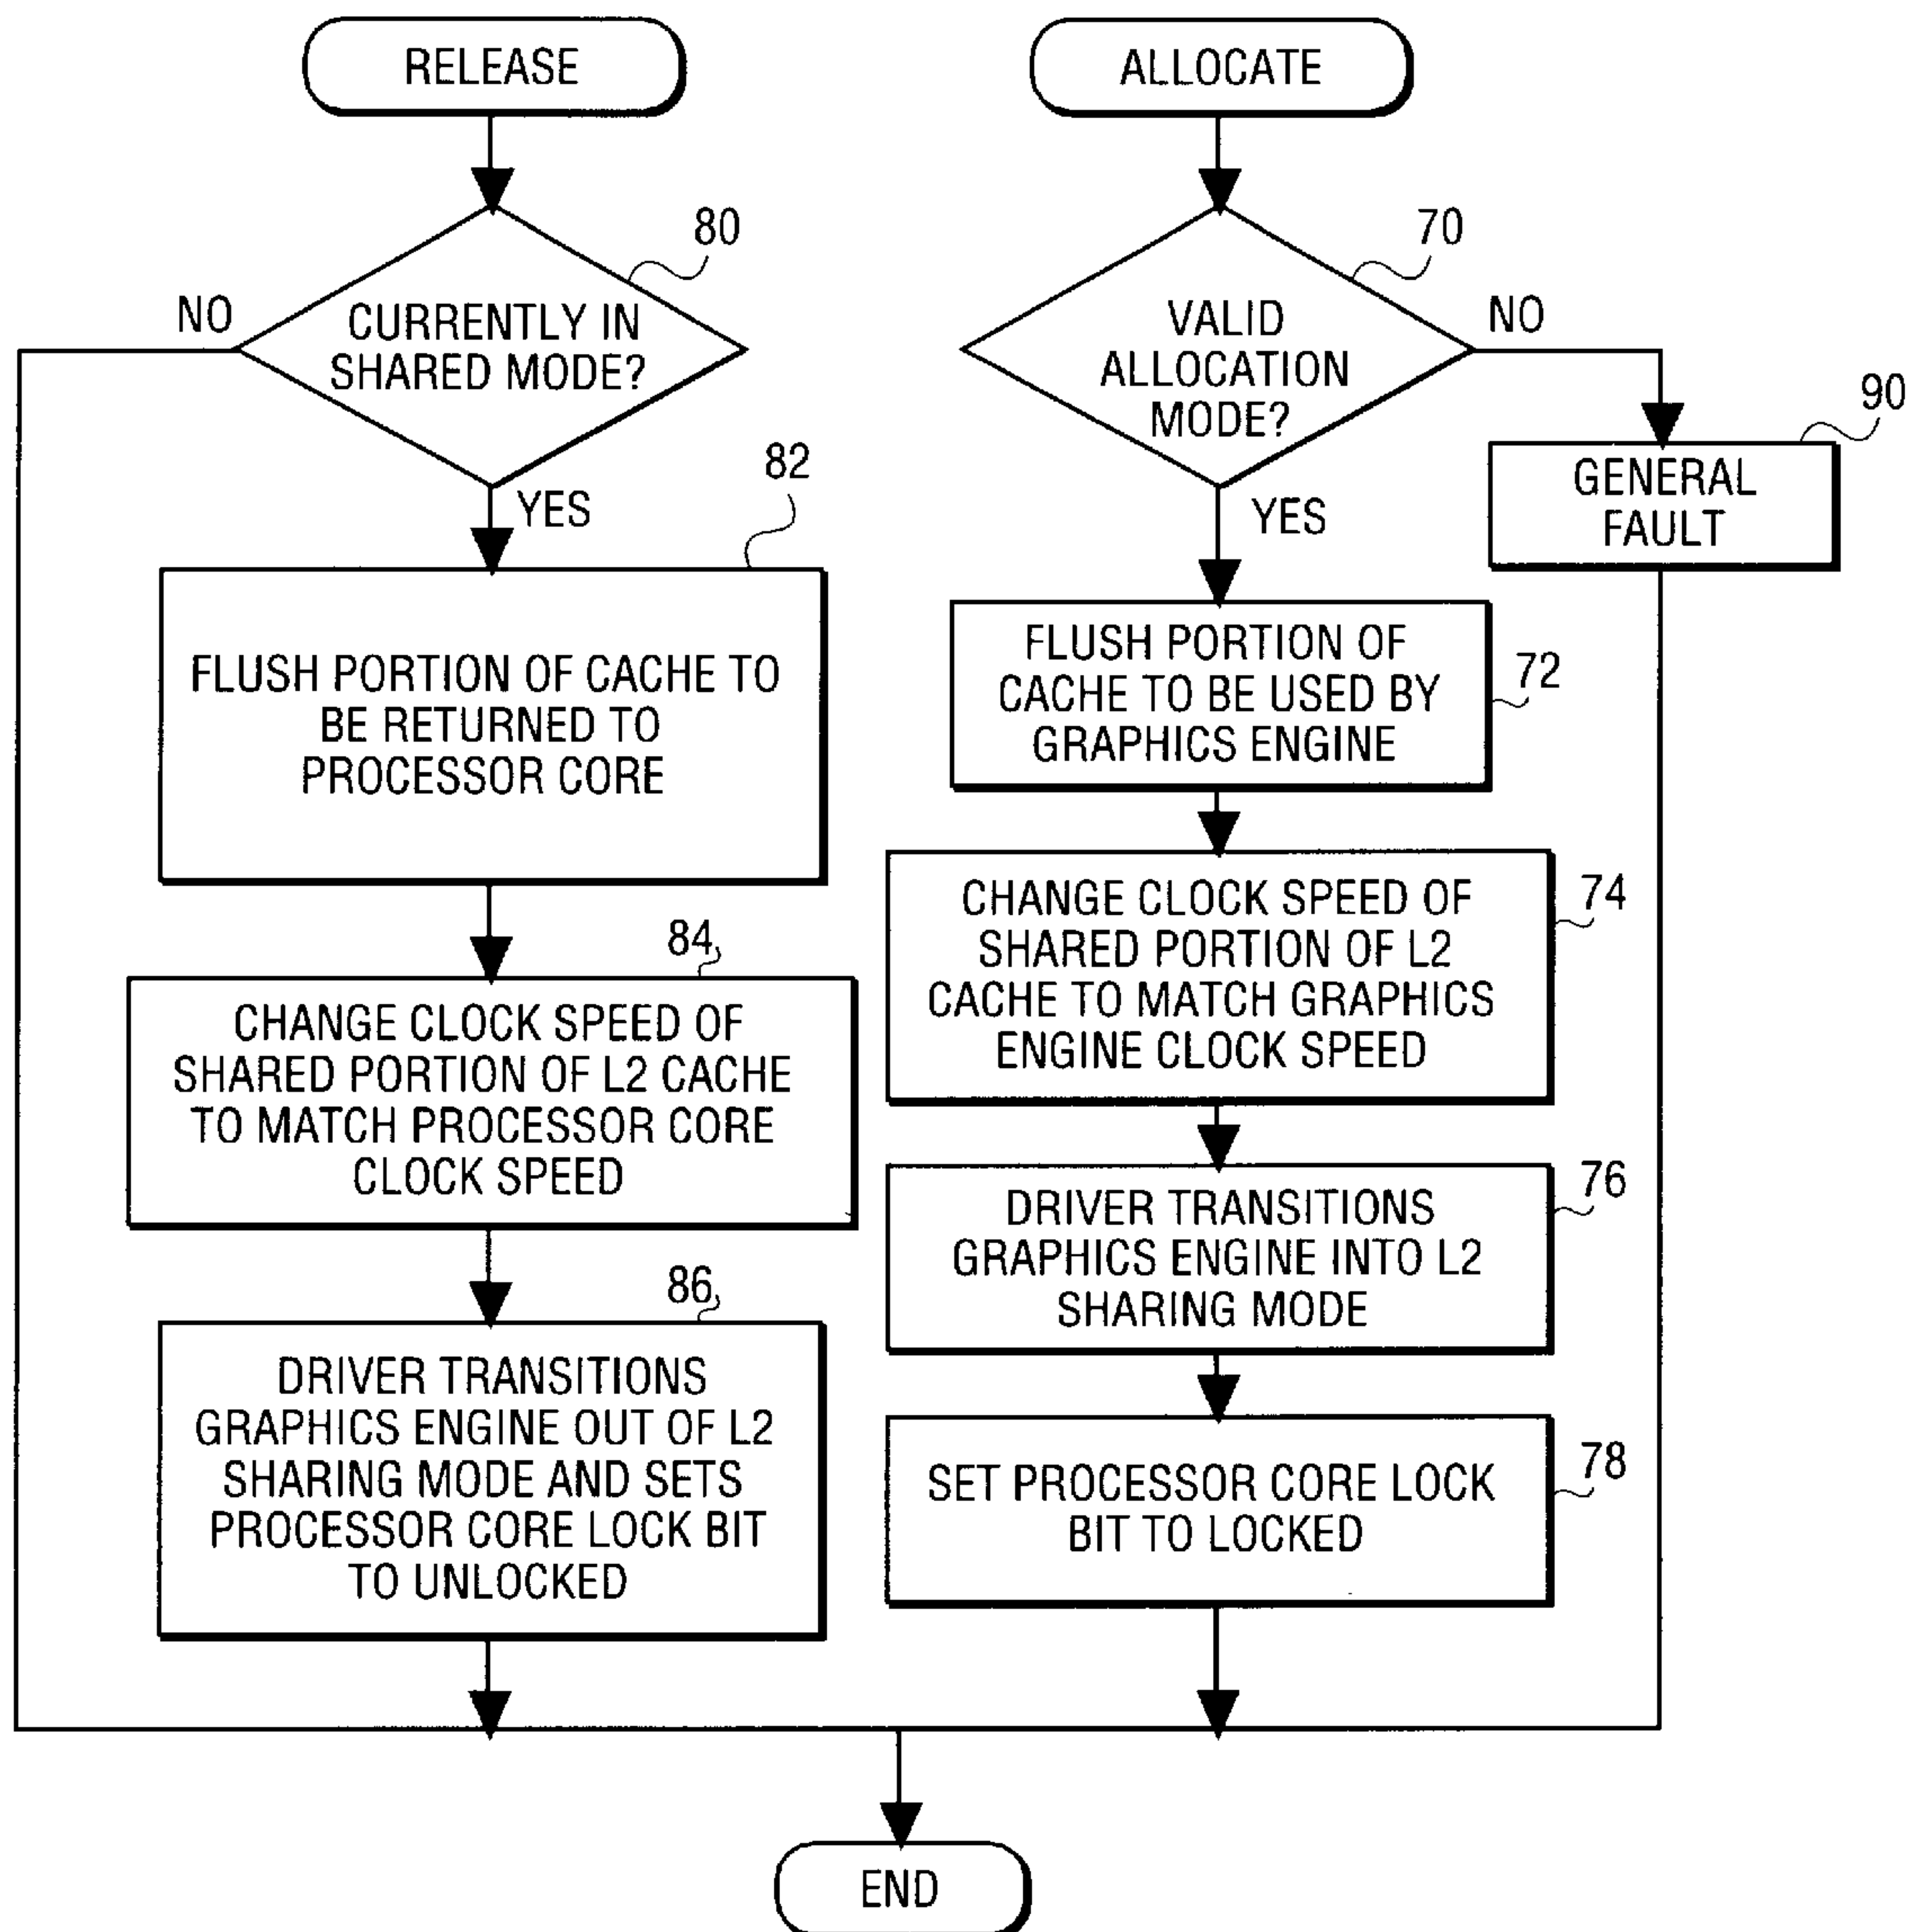 RELEASE
80
NO
CURRENTLY IN
SHARED MODE?
YES
82
FLUSH PORTION OF CACHE TO
BE RETURNED TO
PROCESSOR CORE
84
CHANGE CLOCK SPEED OF
SHARED PORTION OF L2 CACHE
TO MATCH PROCESSOR CORE
CLOCK SPEED
86
DRIVER TRANSITIONS
GRAPHICS ENGINE OUT OF L2
SHARING MODE AND SETS
PROCESSOR CORE LOCK BIT
TO UNLOCKED
ALLOCATE
70
VALID
ALLOCATION
MODE?
NO
90
GENERAL
FAULT
YES
FLUSH PORTION OF
CACHE TO BE USED BY
GRAPHICS ENGINE
72
CHANGE CLOCK SPEED OF
SHARED PORTION OF L2
CACHE TO MATCH GRAPHICS
ENGINE CLOCK SPEED
74
DRIVER TRANSITIONS
GRAPHICS ENGINE INTO L2
SHARING MODE
76
SET PROCESSOR CORE LOCK
BIT TO LOCKED
78
END